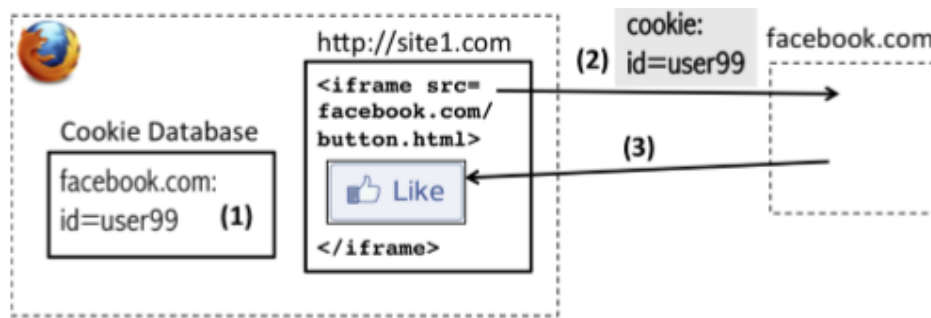 http://site1.com
<iframe src=
facebook.com/
button.html>
Like
</iframe>
Cookie Database
facebook.com:
id=user99 (1)
(2)
cookie:
id=user99
facebook.com
(3)